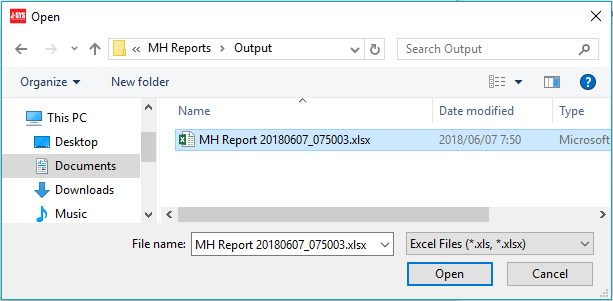 J-SYS Open
« MH Reports › Output Search Output
Organize New folder ?
This PC
Desktop
Documents
Downloads
Music
Name Date modified Type
MH Report 20180607_075003.xlsx 2018/06/07 7:50 Microsoft
File name: MH Report 20180607_075003.xlsx Excel Files (*.xls, *.xlsx)
Open Cancel